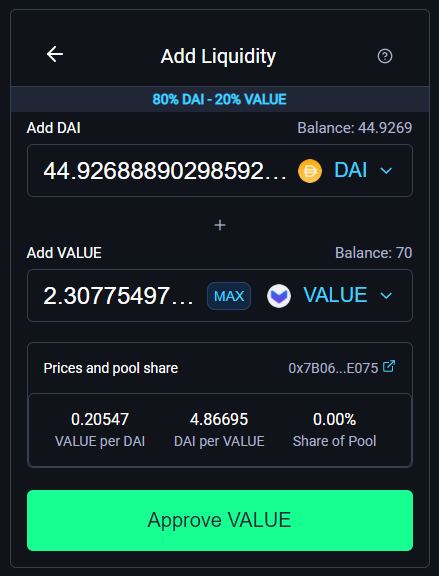 Add Liquidity
80% DAI - 20% VALUE
Add DAI Balance: 44.9269
44.92688890298592... DAI
+
Add VALUE Balance: 70
2.30775497... MAX VALUE
Prices and pool share 0x7B06...E075
0.20547 4.86695 0.00%
VALUE per DAI DAI per VALUE Share of Pool
Approve VALUE